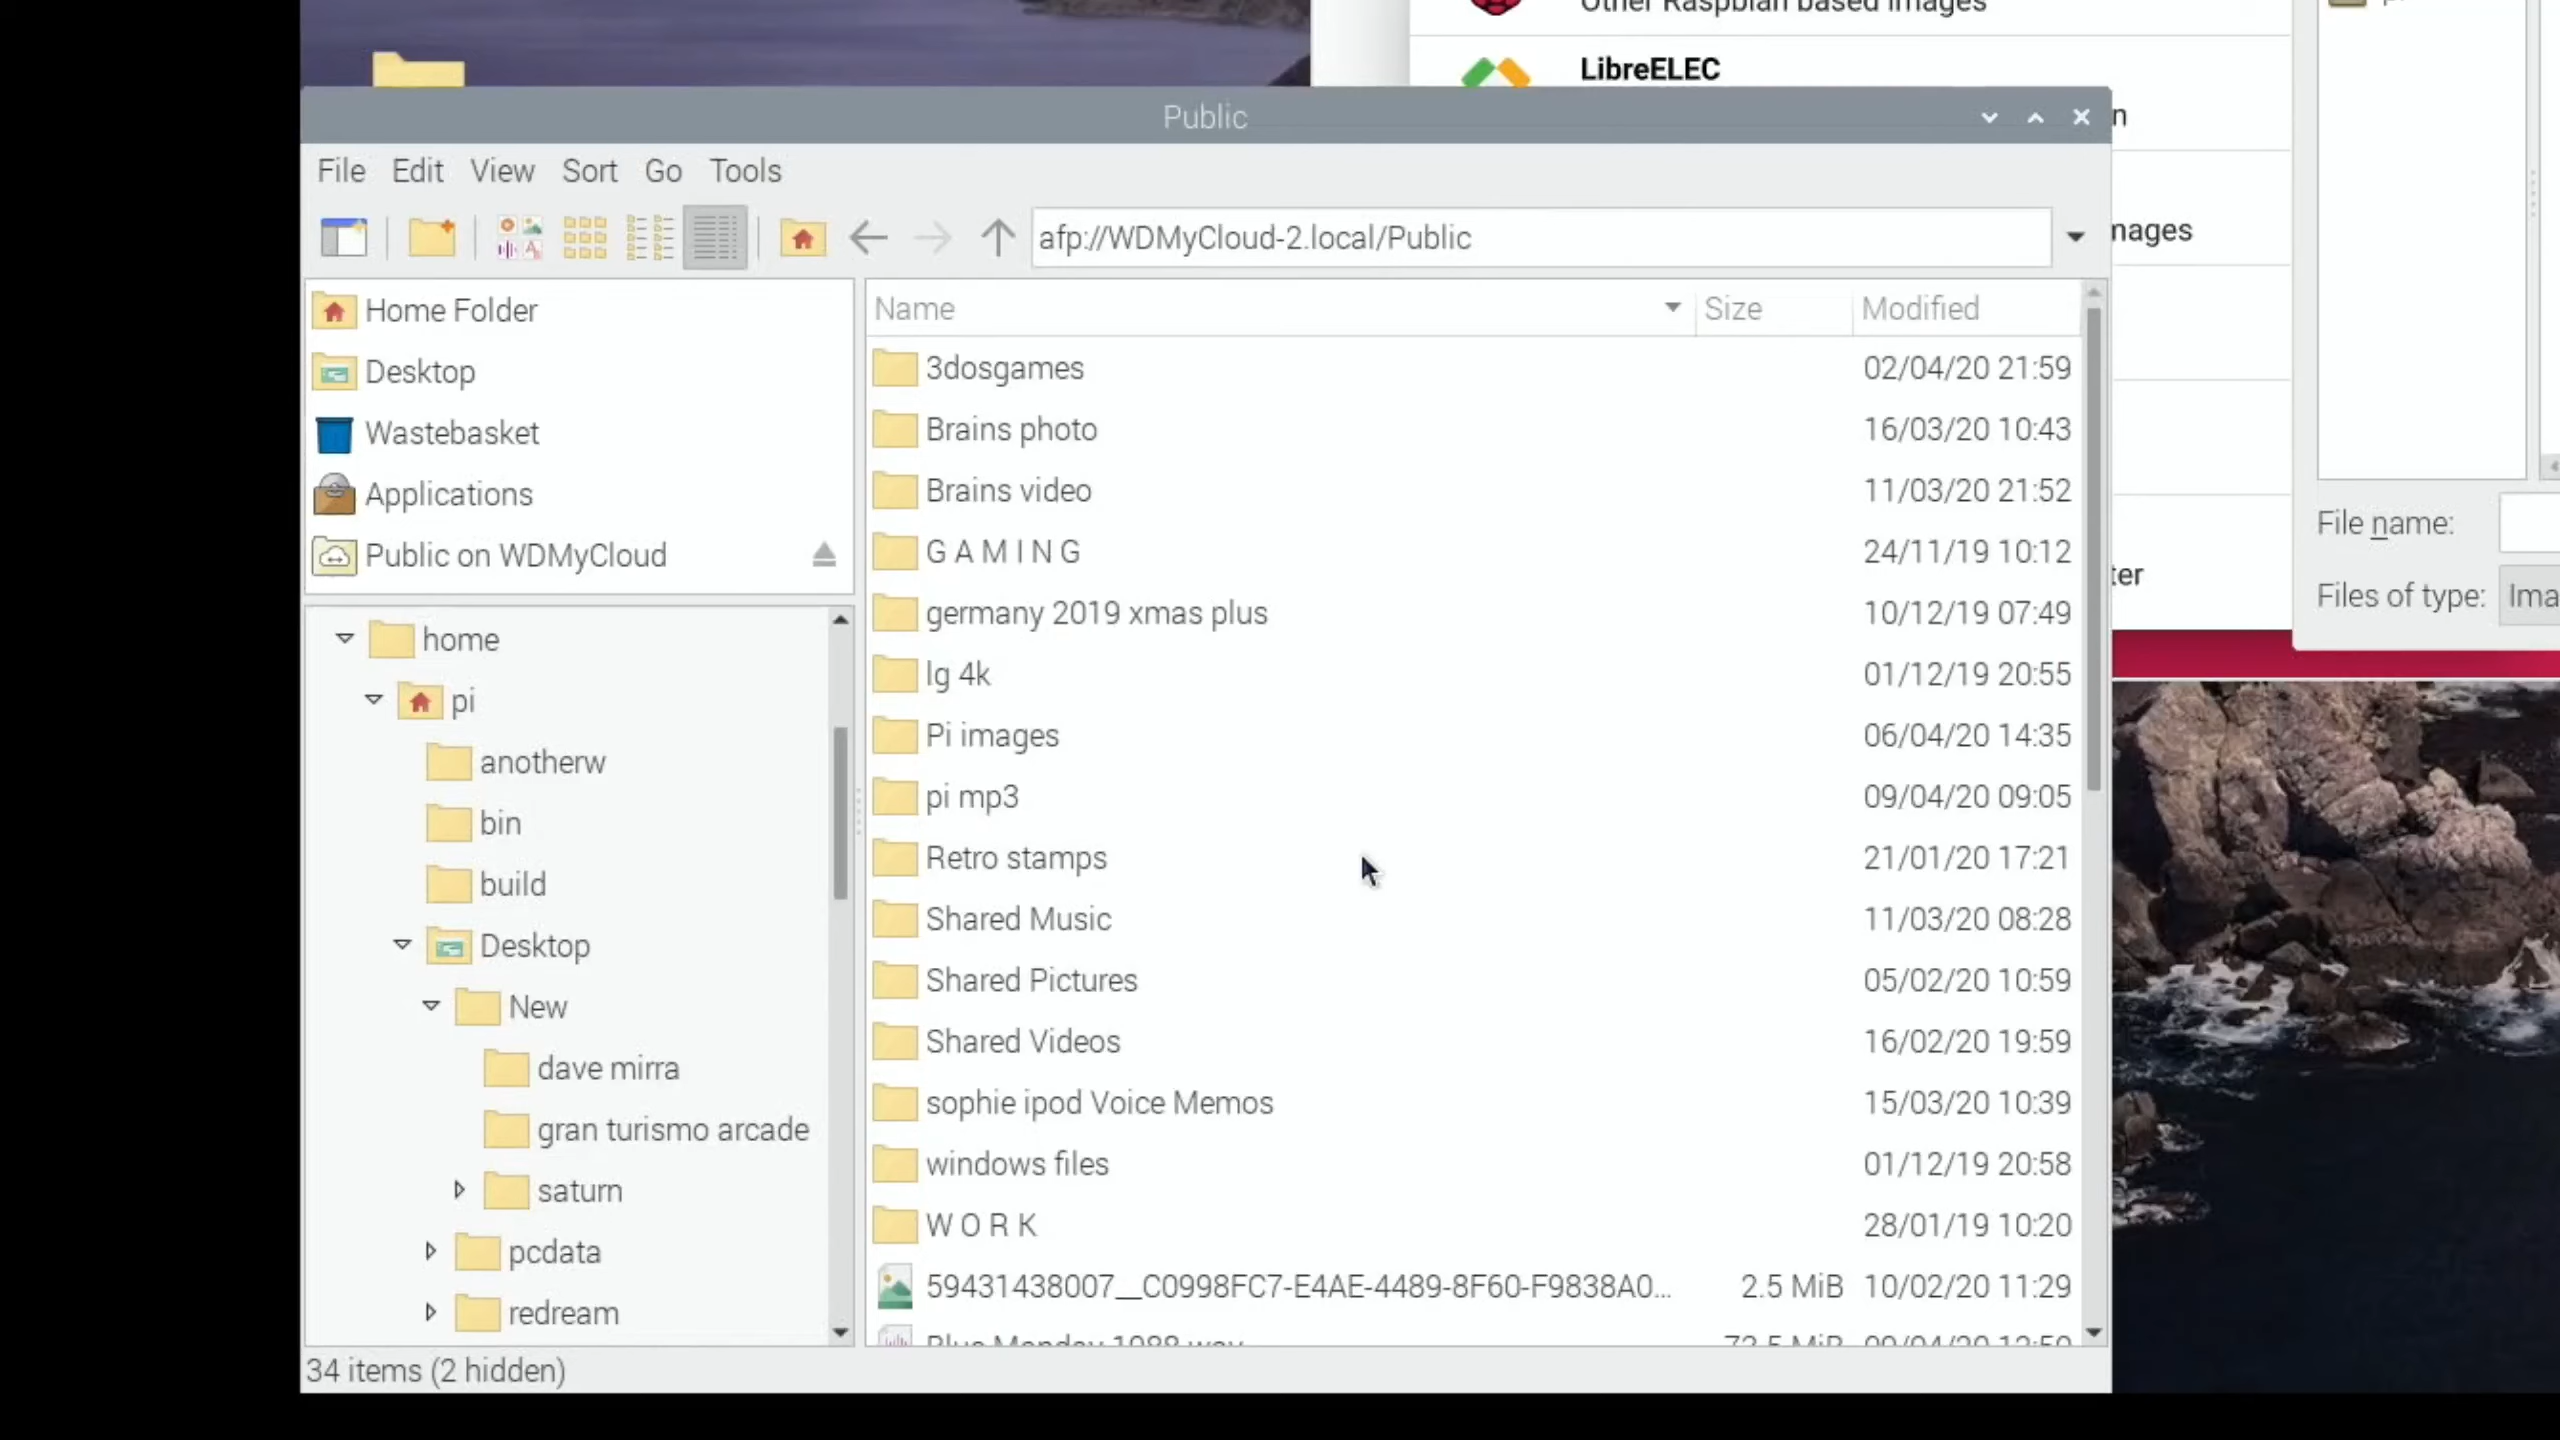 Other Raspbian based images
LibreELEC
Public
File Edit View Sort Go Tools
afp://WDMyCloud-2.local/Public
Home Folder
Desktop
Wastebasket
Applications
Public on WDMyCloud
home
pi
anotherw
bin
build
Desktop
New
dave mirra
gran turismo arcade
saturn
pcdata
redream
Name Size Modified
3dosgames 02/04/20 21:59
Brains photo 16/03/20 10:43
Brains video 11/03/20 21:52
G A M I N G 24/11/19 10:12
germany 2019 xmas plus 10/12/19 07:49
lg 4k 01/12/19 20:55
Pi images 06/04/20 14:35
pi mp3 09/04/20 09:05
Retro stamps 21/01/20 17:21
Shared Music 11/03/20 08:28
Shared Pictures 05/02/20 10:59
Shared Videos 16/02/20 19:59
sophie ipod Voice Memos 15/03/20 10:39
windows files 01/12/19 20:58
W O R K 28/01/19 10:20
59431438007__C0998FC7-E4AE-4489-8F60-F9838A0... 2.5 MiB 10/02/20 11:29
Blue Monday 1988.wav
34 items (2 hidden)
n
mages
ter
File name:
Files of type: Ima